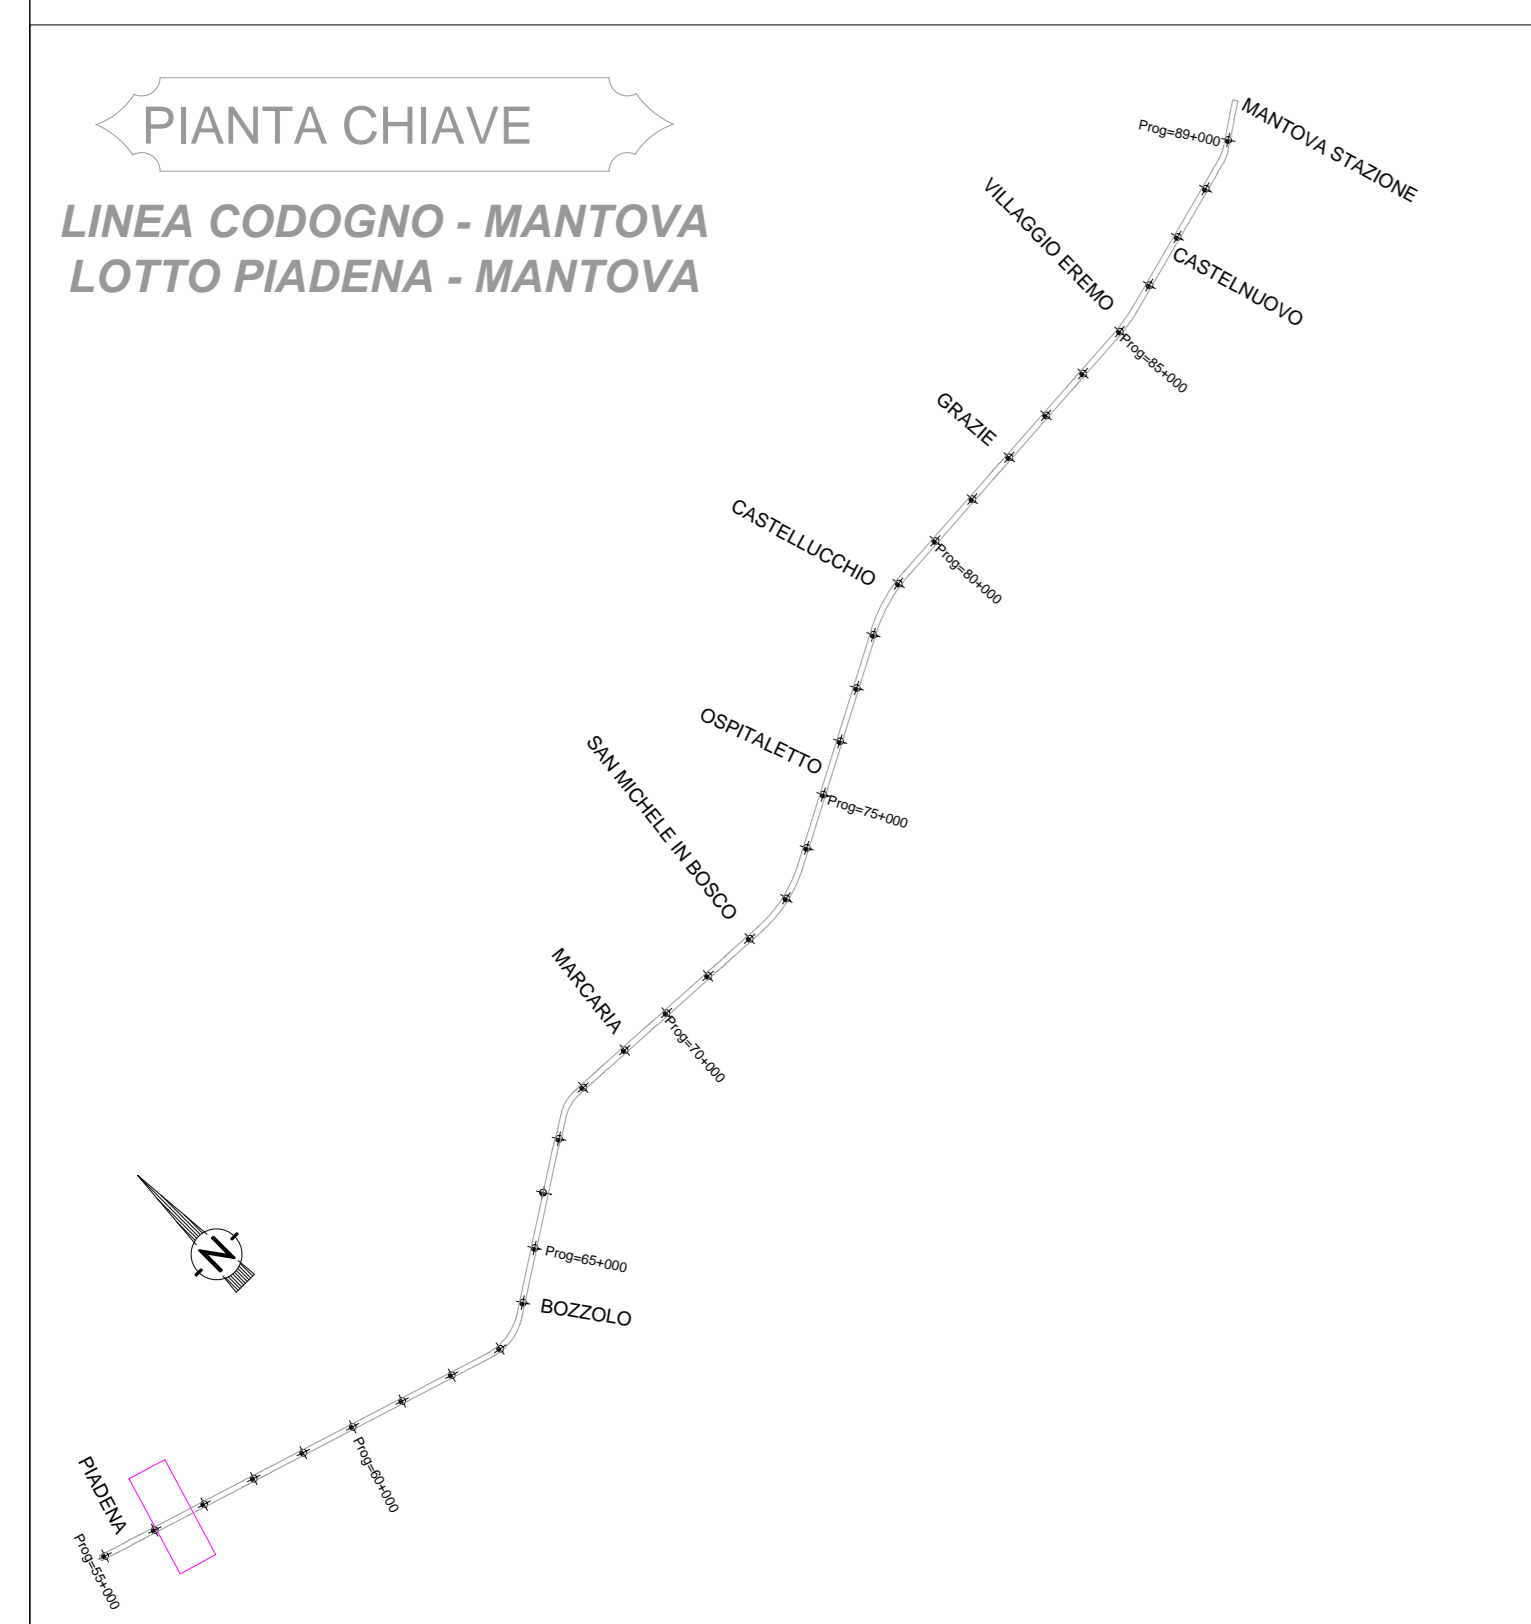 PIANTA CHIAVE
LINEA CODOGNO - MANTOVA
LOTTO PIADENA - MANTOVA
MANTOVA STAZIONE
Prog=89+000
VILLAGGIO EREMO
CASTELNUOVO
Prog=85+000
GRAZIE
CASTELLUCCHIO
Prog=80+000
OSPITALETTO
SAN MICHELE IN BOSCO
Prog=75+000
MARCARIA
Prog=70+000
N
Prog=65+000
BOZZOLO
PIADENA
Prog=60+000
Prog=55+000